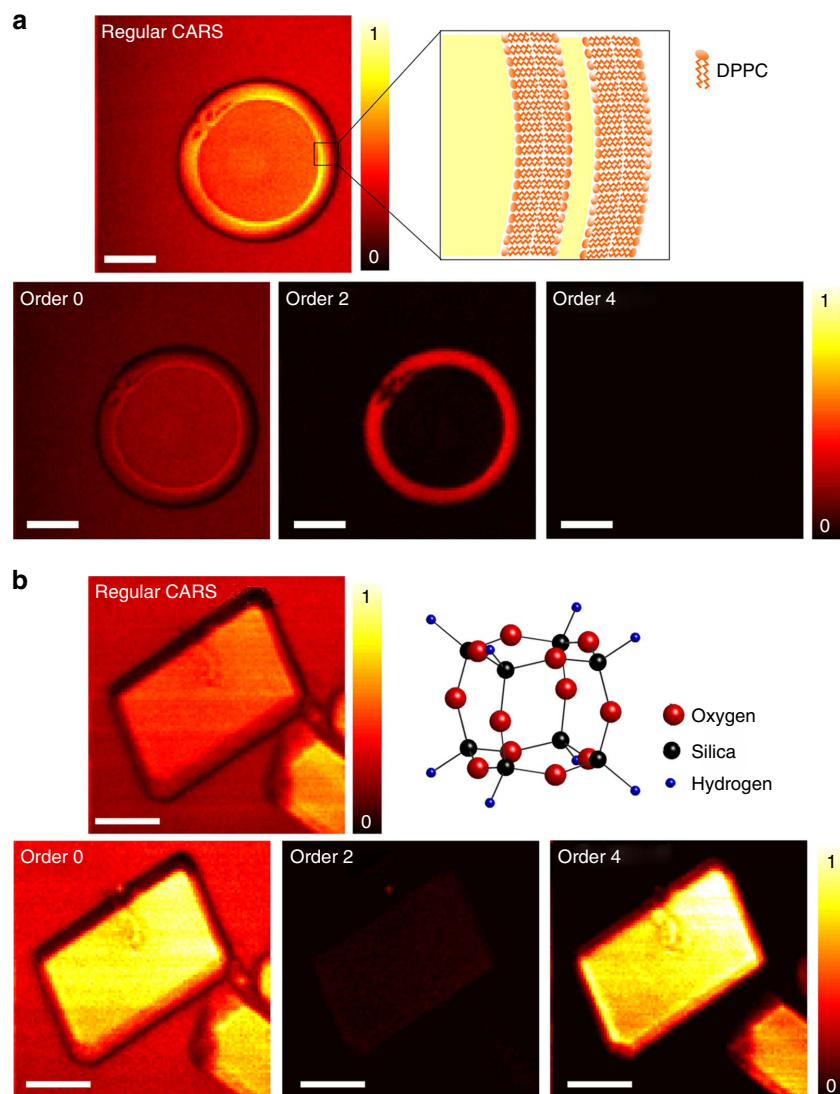 a
Regular CARS
1
0
DPPC
Order 0
Order 2
Order 4
1
0
b
Regular CARS
1
0
Oxygen
Silica
Hydrogen
Order 0
Order 2
Order 4
1
0